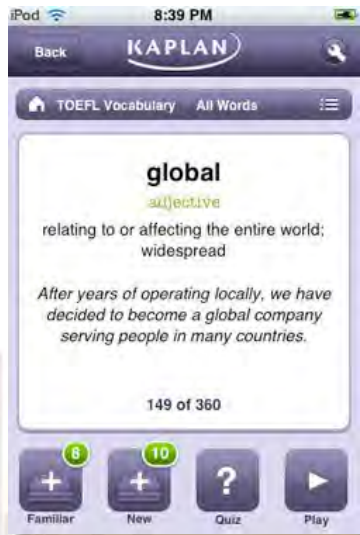 iPod 8:39 PM
Back KAPLAN
TOEFL Vocabulary All Words
global
adjective
relating to or affecting the entire world;
widespread
After years of operating locally, we have
decided to become a global company
serving people in many countries.
149 of 360
8 10
? 
Familiar New Quiz Play